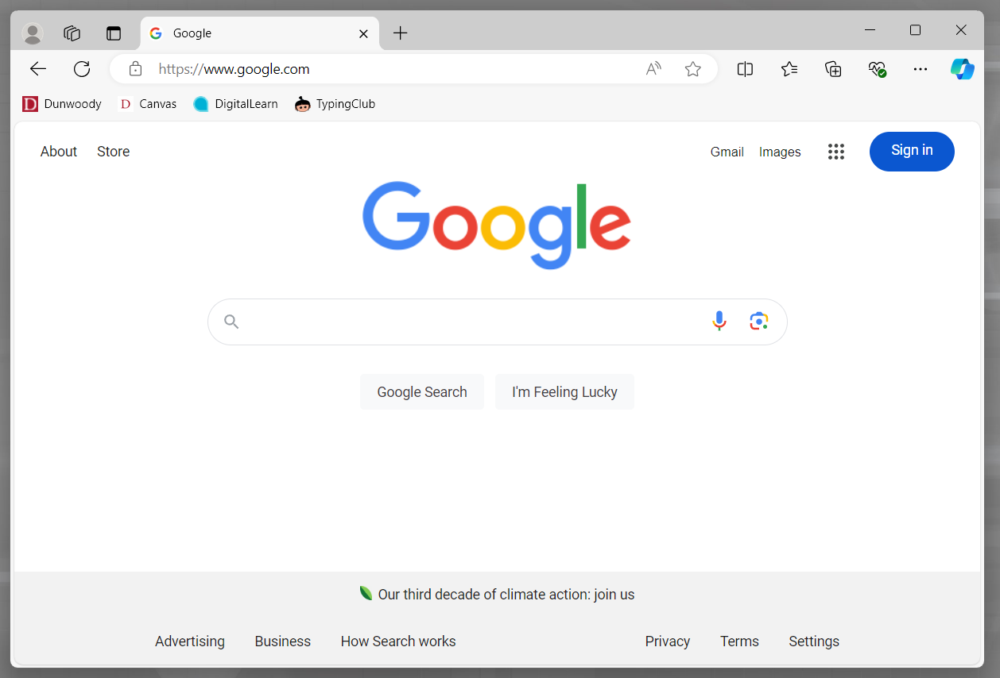 Google
https://www.google.com
Dunwoody Canvas DigitalLearn TypingClub
About Store Gmail Images Sign in
Google
Google Search I'm Feeling Lucky
Our third decade of climate action: join us
Advertising Business How Search works Privacy Terms Settings